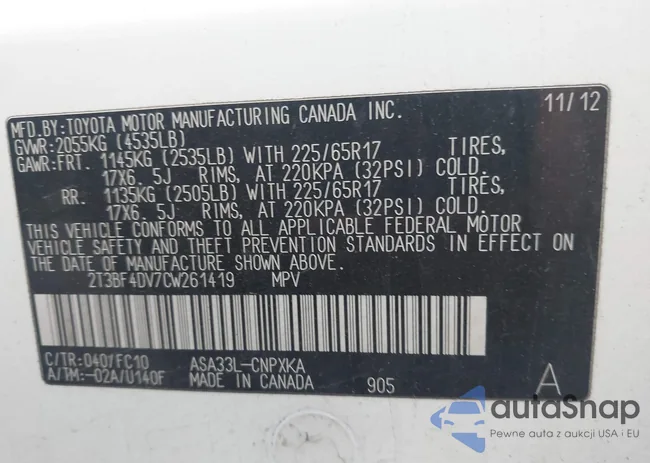 MFD.BY:TOYOTA MOTOR MANUFACTURING CANADA INC. 11/12
GVWR:2055KG (4535LB)
GAWR:FRT. 1145KG (2535LB) WITH 225/65R17 TIRES,
17X6. 5J RIMS, AT 220KPA (32PSI) COLD.
RR. 1135KG (2505LB) WITH 225/65R17 TIRES,
17X6. 5J RIMS, AT 220KPA (32PSI) COLD.
THIS VEHICLE CONFORMS TO ALL APPLICABLE FEDERAL MOTOR
VEHICLE SAFETY AND THEFT PREVENTION STANDARDS IN EFFECT ON
THE DATE OF MANUFACTURE SHOWN ABOVE.
2T3BF4DV7CW261419 MPV
C/TR:040/FC10 ASA33L-CNPXKA
A/TM:-02A/U140F MADE IN CANADA 905 A
autoSnap
Pewne auta z aukcji USA i EU